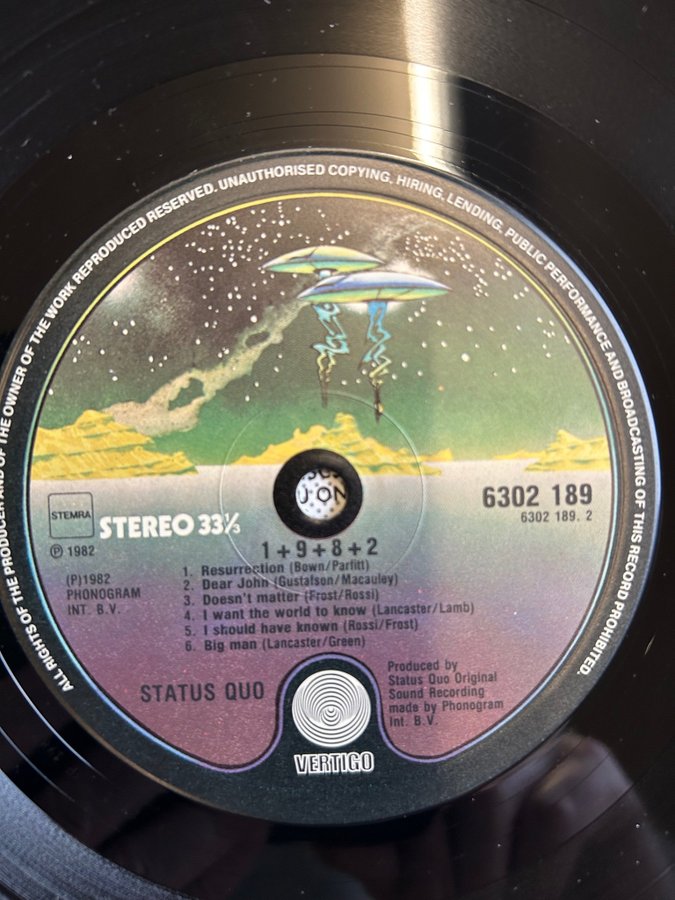 ALL RIGHTS OF THE PRODUCER AND OF THE OWNER OF THE WORK REPRODUCED RESERVED. UNAUTHORISED COPYING, HIRING, LENDING, PUBLIC PERFORMANCE AND BROADCASTING OF THIS RECORD PROHIBITED.
STEMRA
STEREO 33⅓
℗ 1982
6302 189
6302 189. 2
(P)1982
PHONOGRAM
INT. B.V.
1+9+8+2
1. Resurrection (Bown/Parfitt)
2. Dear John (Gustafson/Macauley)
3. Doesn't matter (Frost/Rossi)
4. I want the world to know (Lancaster/Lamb)
5. I should have known (Rossi/Frost)
6. Big man (Lancaster/Green)
STATUS QUO
Produced by
Status Quo Original
Sound Recording
made by Phonogram
Int. B.V.
VERTIGO